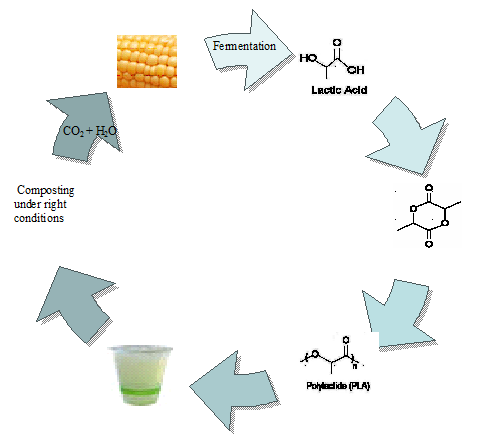 Fermentation
HO
O
OH
Lactic Acid
CO₂ + H₂O
Composting
under right
conditions
O
O
O
O
O
O
n
Polylactide (PLA)